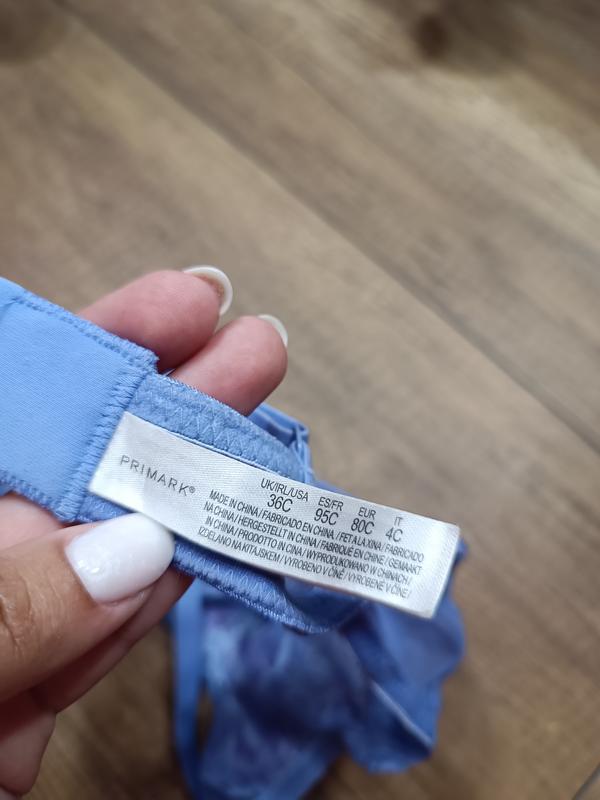 PRIMARK®
UK/IRL/USA ES/FR EUR IT
36C 95C 80C 4C
MADE IN CHINA / FABRICADO EN CHINA / FET A LA XINA / FABRICADO
NA CHINA / HERGESTELLT IN CHINA / FABRIQUÉ EN CHINE / GEMAAKT
IN CHINA / PRODOTTO IN CINA / WYPRODUKOWANO W CHINACH /
IZDELANO NA KITAJSKEM / VYROBENO V ČÍNĚ / VYROBENÉ V ČÍNE /